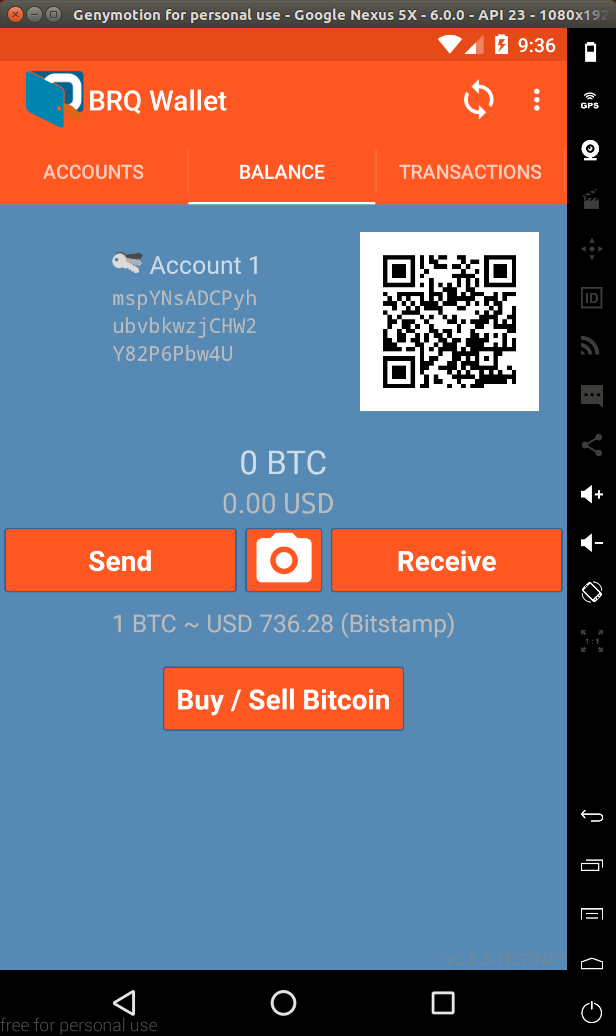 Genymotion for personal use - Google Nexus 5X - 6.0.0 - API 23 - 1080x192
9:36
BRQ Wallet
GPS
ACCOUNTS
BALANCE
TRANSACTIONS
Account 1
ID
mspYNsADCPyh
ubvbkwzjCHW2
Y82P6Pbw4U
0 BTC
0.00 USD
Send
Receive
1 BTC ~ USD 736.28 (Bitstamp)
1:1
Buy / Sell Bitcoin
v2.8.5-TESTNET
free for personal use